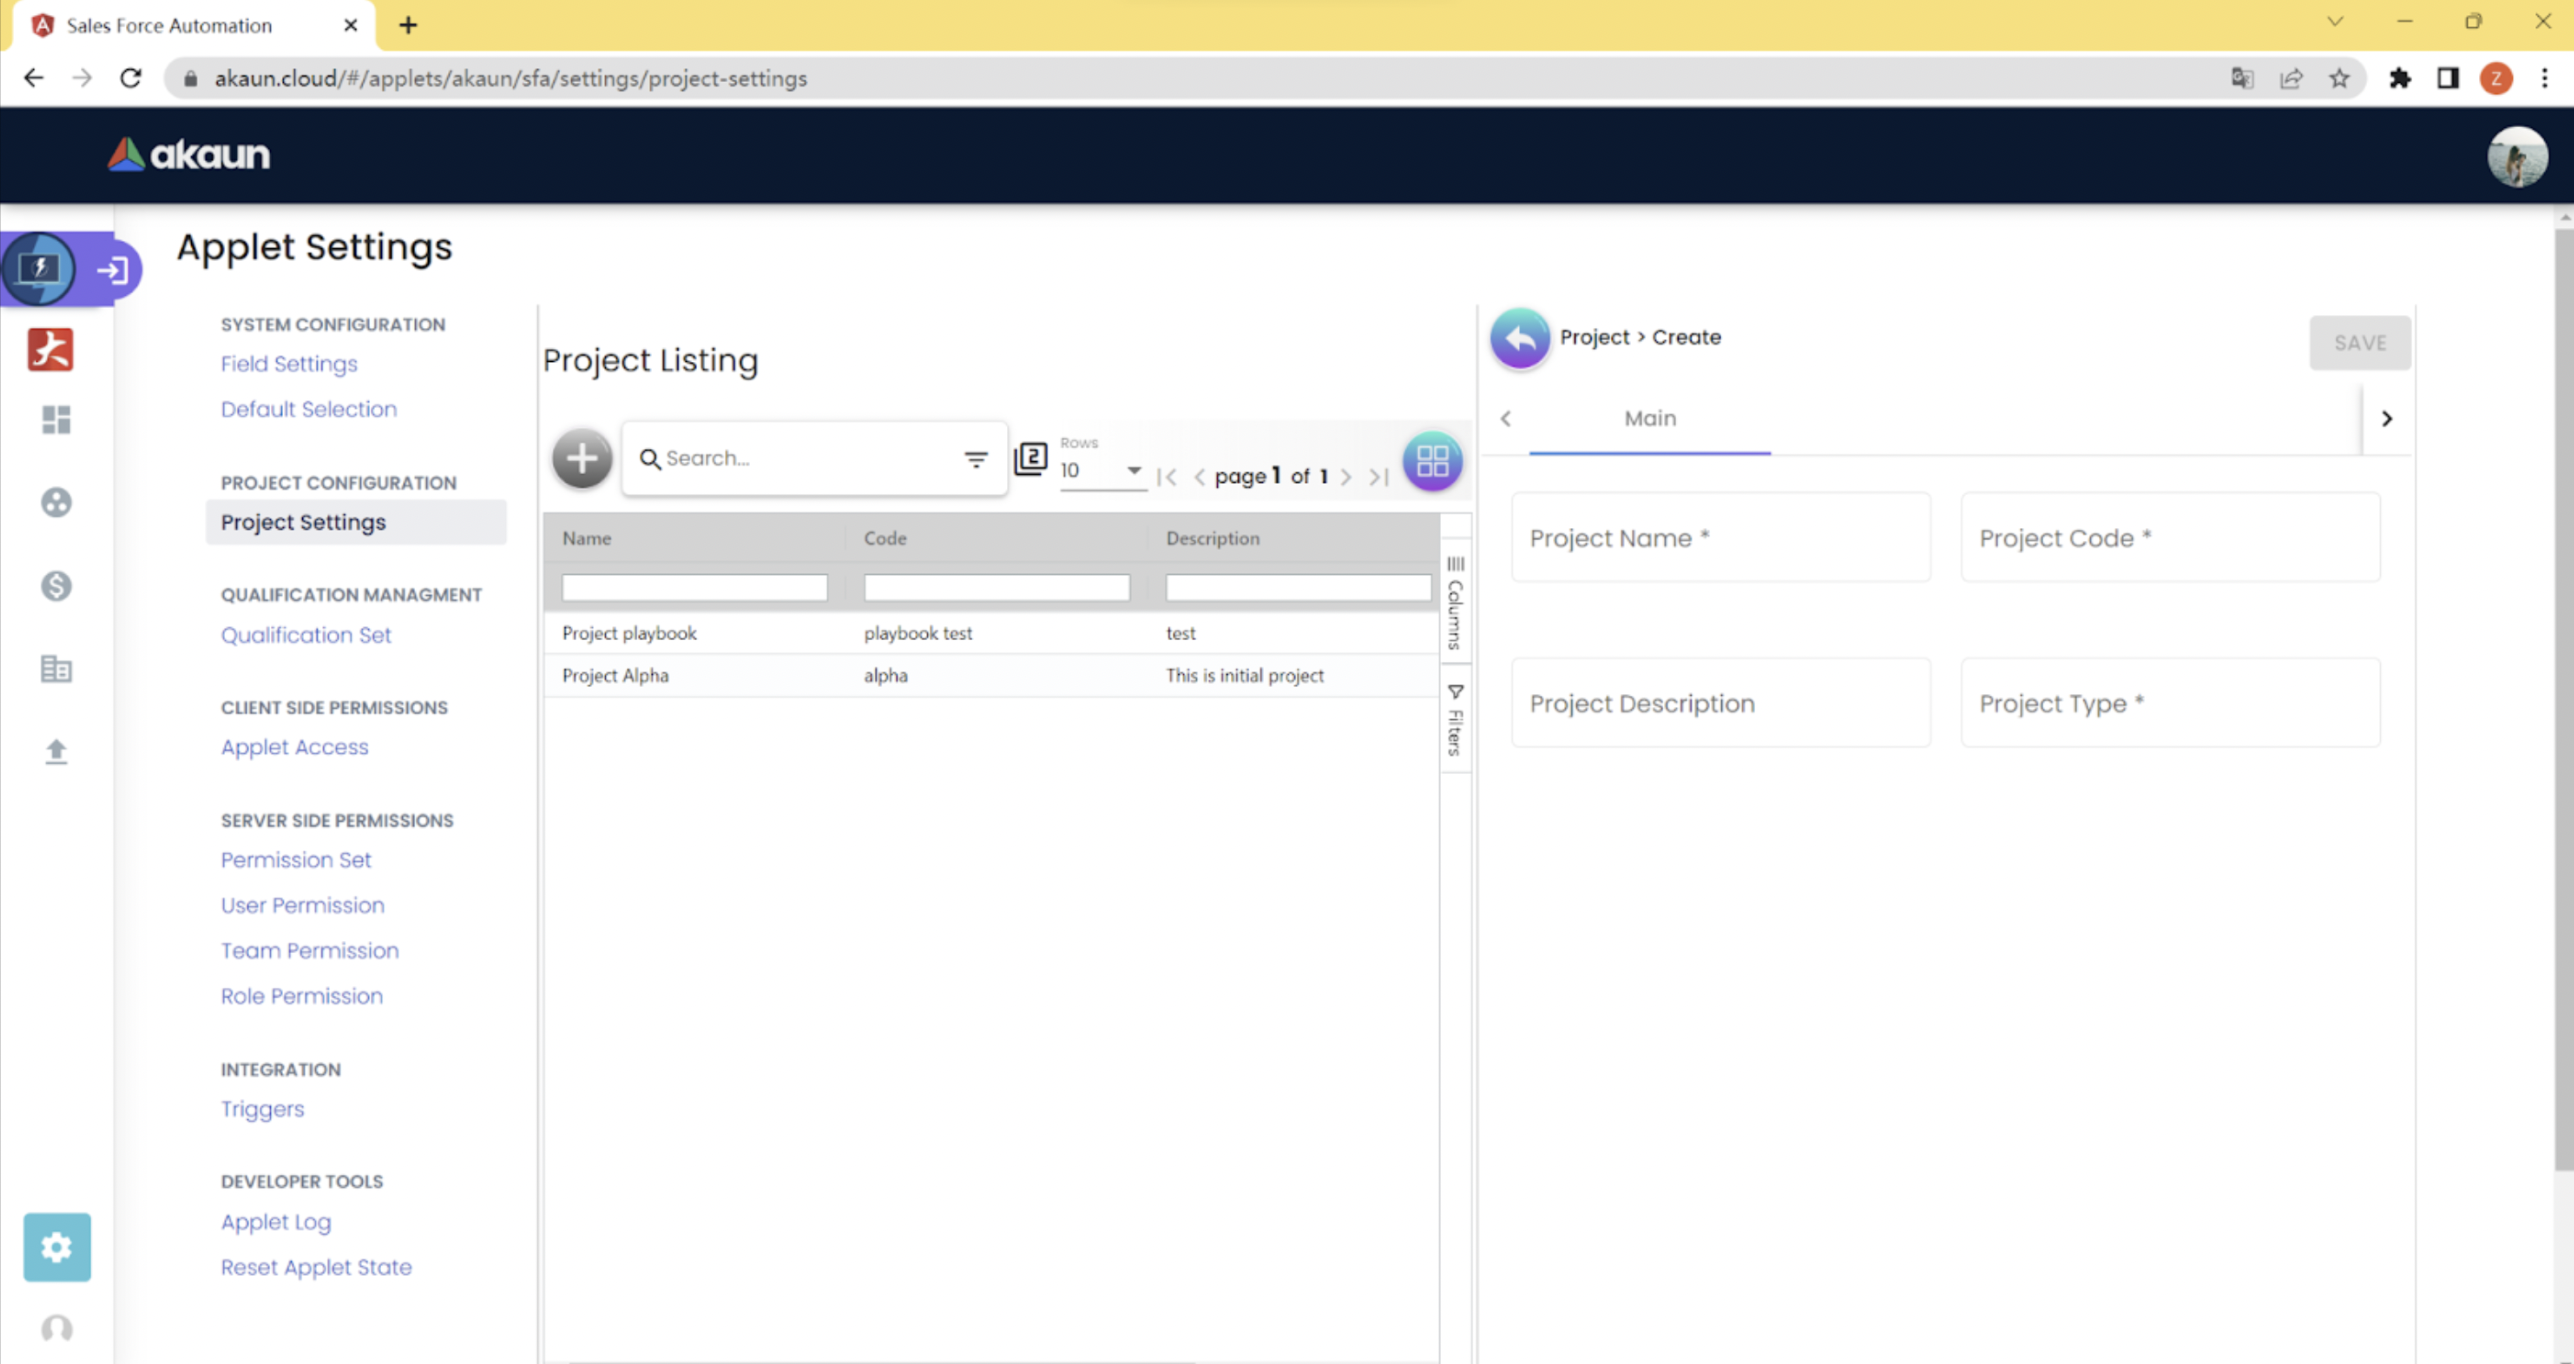 Sales Force Automation
akaun.cloud/#/applets/akaun/sfa/settings/project-settings
Z
akaun
Applet Settings
SYSTEM CONFIGURATION
Field Settings
Default Selection
PROJECT CONFIGURATION
Project Settings
QUALIFICATION MANAGMENT
Qualification Set
CLIENT SIDE PERMISSIONS
Applet Access
SERVER SIDE PERMISSIONS
Permission Set
User Permission
Team Permission
Role Permission
INTEGRATION
Triggers
DEVELOPER TOOLS
Applet Log
Reset Applet State
Project Listing
Search...
2
Rows
10
page 1 of 1
Name Code Description
Project playbook playbook test test
Project Alpha alpha This is initial project
Columns
Filters
Project > Create
SAVE
Main
Project Name * Project Code *
Project Description Project Type *